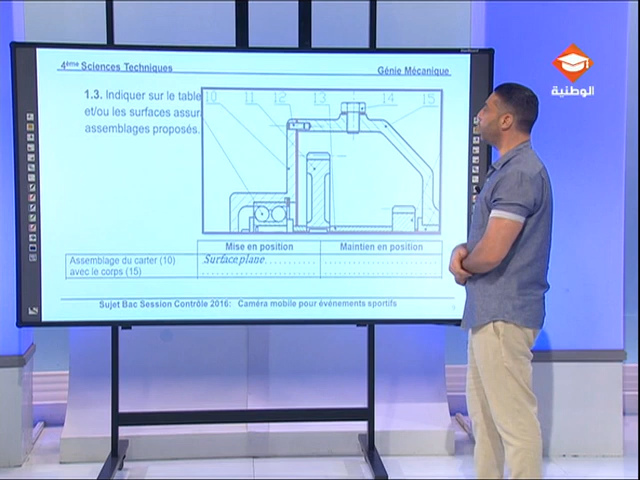 4ème Sciences Techniques
Génie Mécanique
1.3. Indiquer sur le table
et/ou les surfaces assur
assemblages proposés.
10 11 12 13 14 15
Mise en position
Maintien en position
Assemblage du carter (10)
avec le corps (15)
Surface plane
Sujet Bac Session Contrôle 2016: Caméra mobile pour événements sportifs
الوطنية